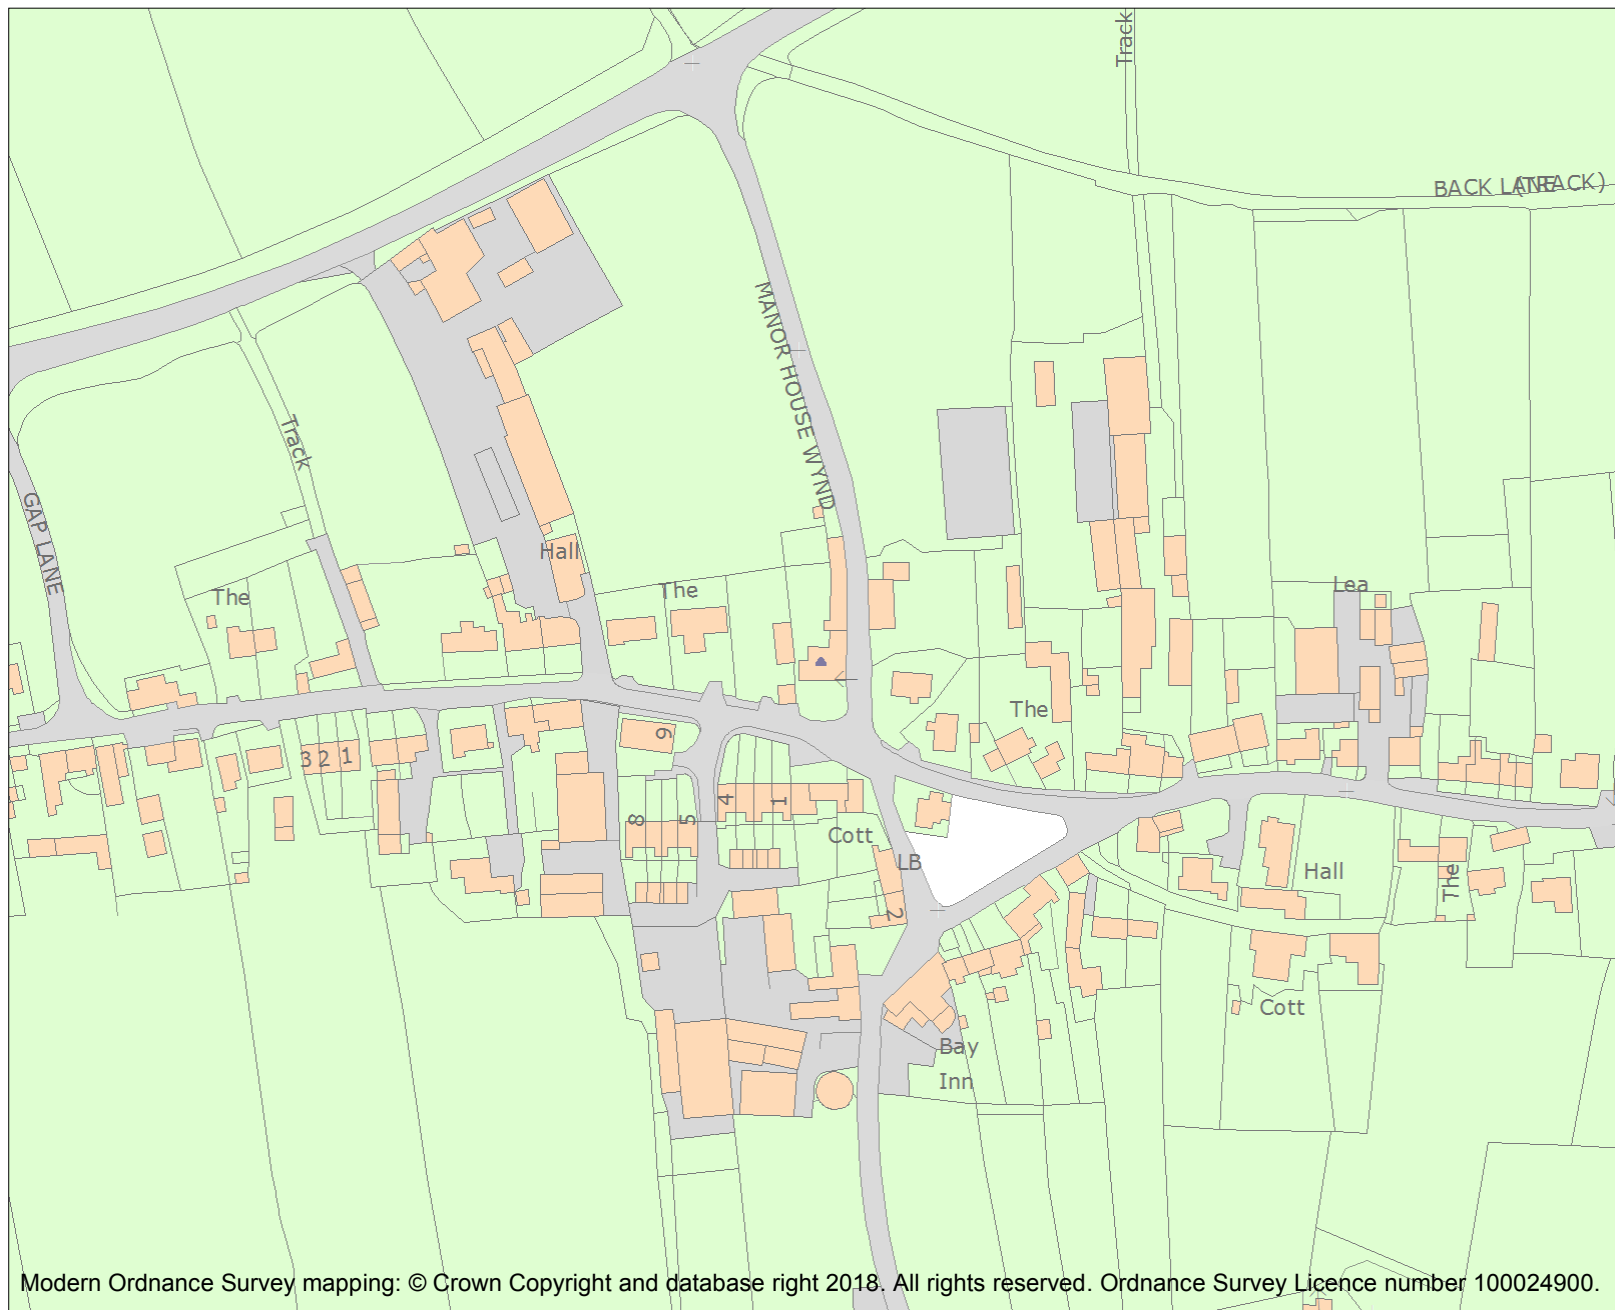 Track
BACK LANE
(TRACK)
MANOR HOUSE WYND
Track
GAP LANE
Hall
The
The
Lea
The
9
3 2 1
4
1
8
5
Cott
LB
2
Hall
The
Cott
Bay
Inn
Modern Ordnance Survey mapping: © Crown Copyright and database right 2018. All rights reserved. Ordnance Survey Licence number 100024900.